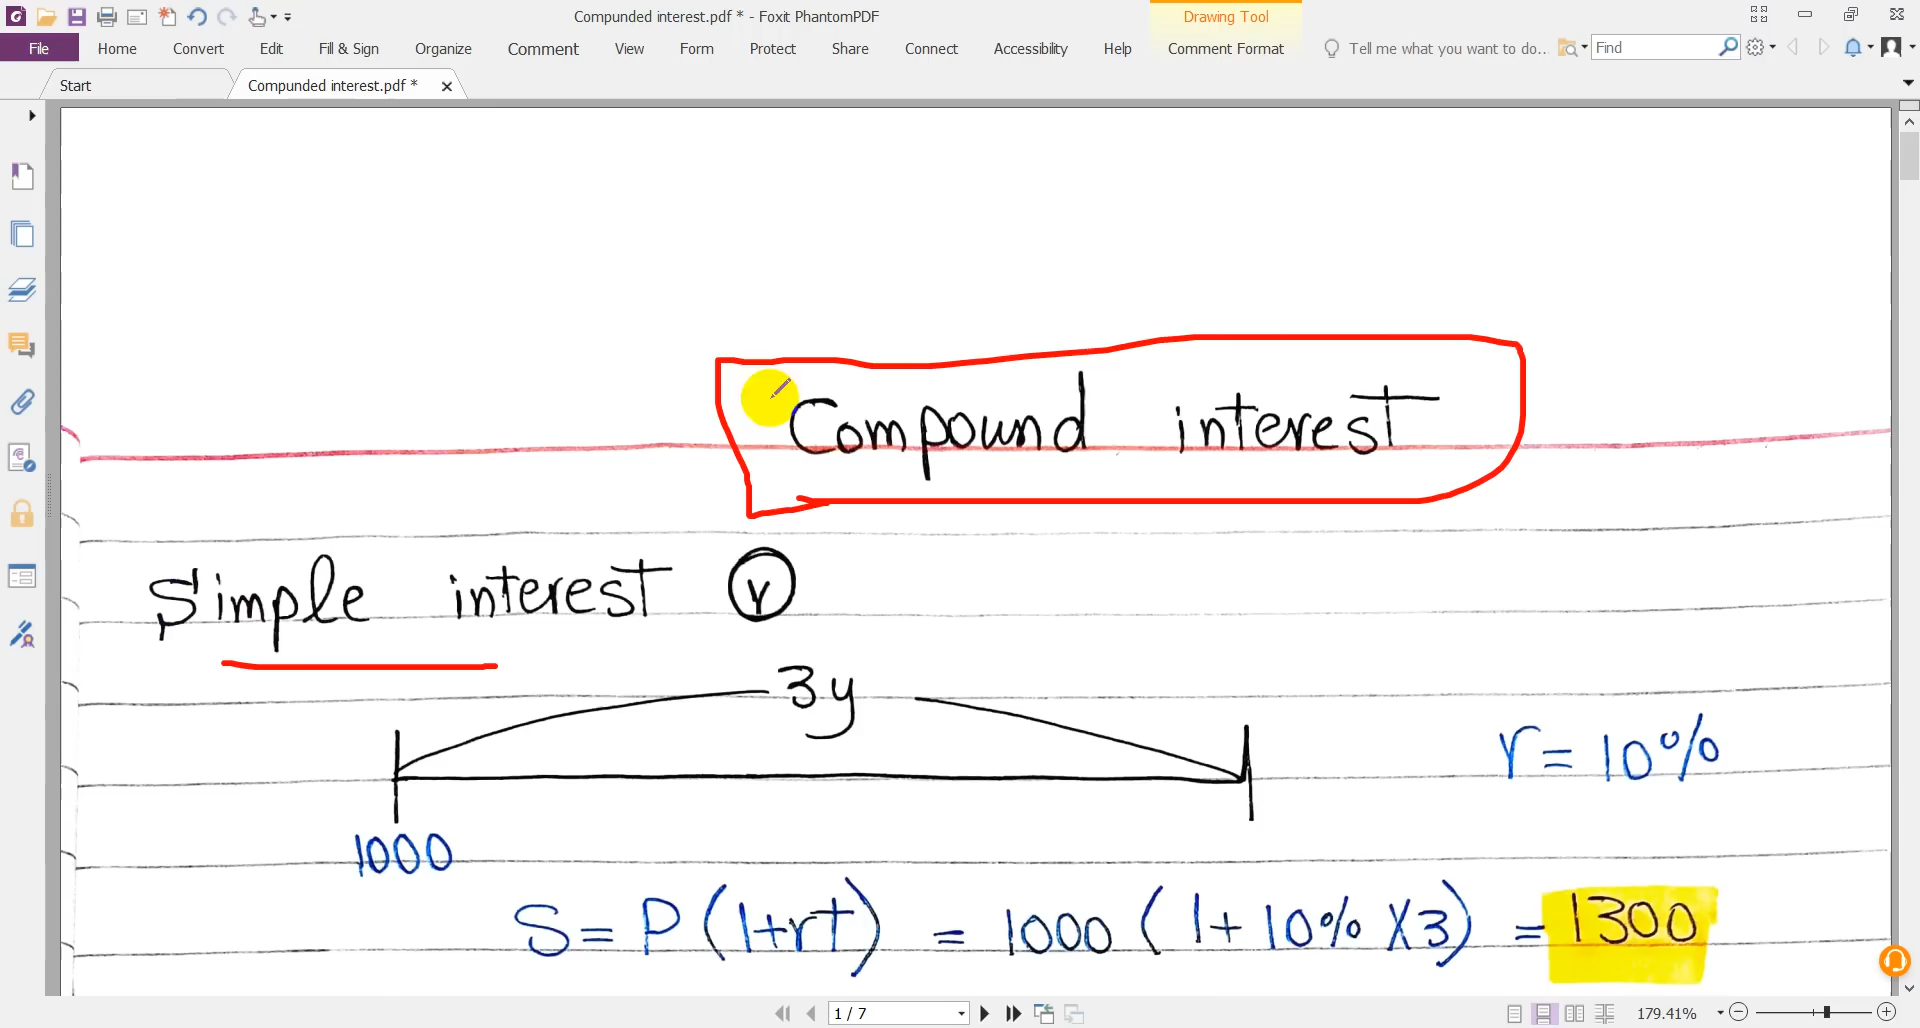 Compunded interest.pdf * - Foxit PhantomPDF
Drawing Tool
File Home Convert Edit Fill & Sign Organize Comment View Form Protect Share Connect Accessibility Help Comment Format Tell me what you want to do... Find
Start Compunded interest.pdf *
Compound interest
Simple interest r
3y
r = 10%
1000
S = P (1+rt) = 1000 (1 + 10% X3) = 1300
1 / 7
179.41%